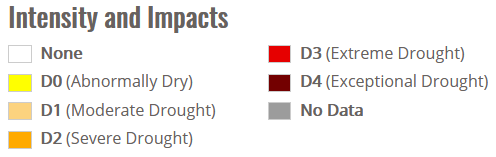 Intensity and Impacts
None
D0 (Abnormally Dry)
D1 (Moderate Drought)
D2 (Severe Drought)
D3 (Extreme Drought)
D4 (Exceptional Drought)
No Data